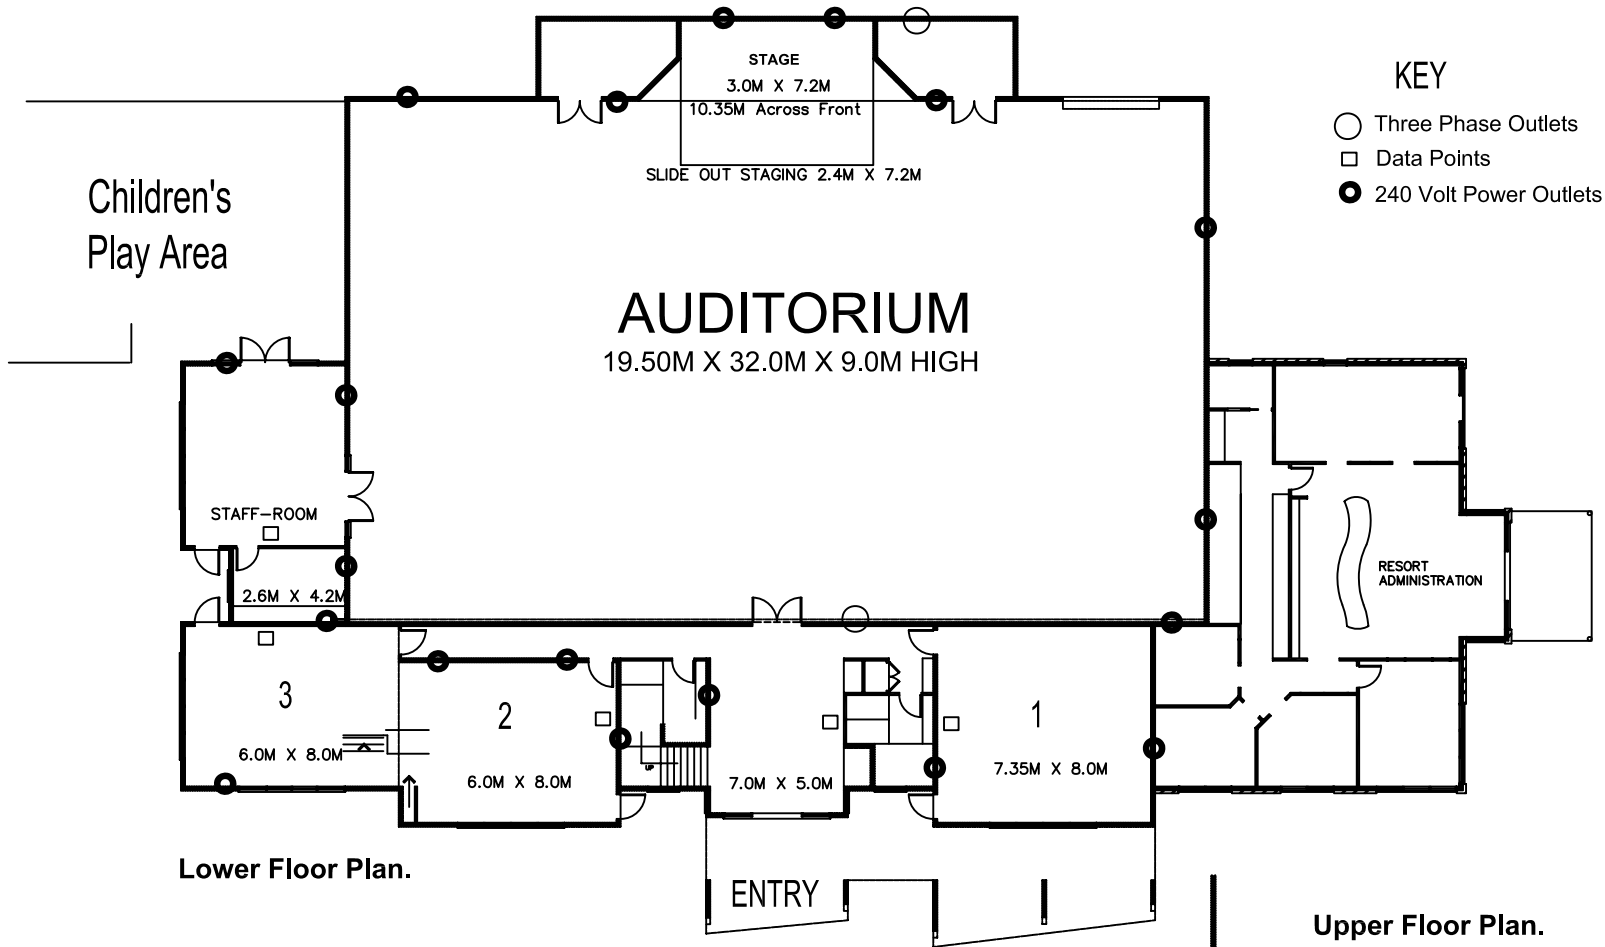 STAGE
3.0M X 7.2M
10.35M Across Front
SLIDE OUT STAGING 2.4M X 7.2M
KEY
Three Phase Outlets
Data Points
240 Volt Power Outlets
Children's
Play Area
AUDITORIUM
19.50M X 32.0M X 9.0M HIGH
STAFF-ROOM
2.6M X 4.2M
RESORT
ADMINISTRATION
3
6.0M X 8.0M
2
6.0M X 8.0M
UP
7.0M X 5.0M
1
7.35M X 8.0M
Lower Floor Plan.
ENTRY
Upper Floor Plan.